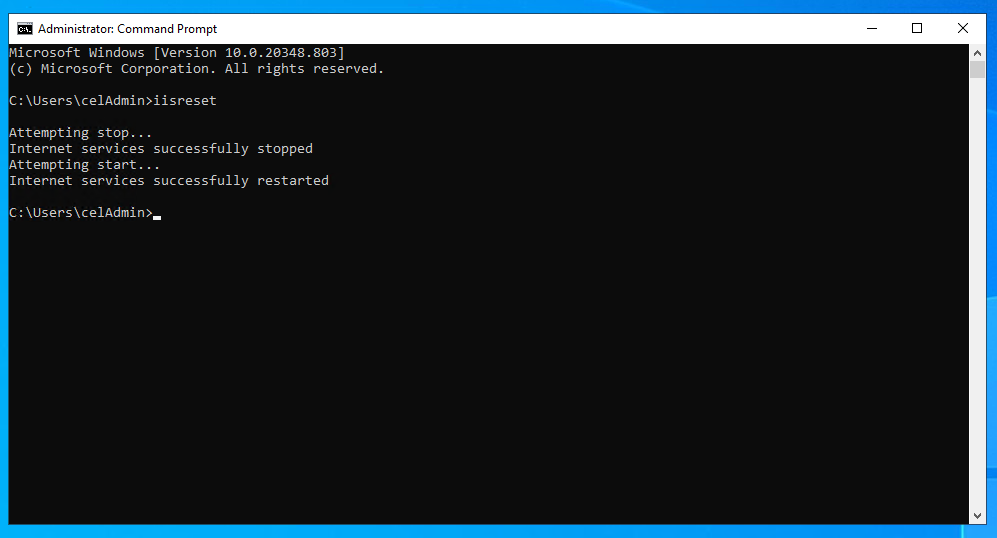 Administrator: Command Prompt
Microsoft Windows [Version 10.0.20348.803]
(c) Microsoft Corporation. All rights reserved.
C:\Users\celAdmin>iisreset
Attempting stop...
Internet services successfully stopped
Attempting start...
Internet services successfully restarted
C:\Users\celAdmin>